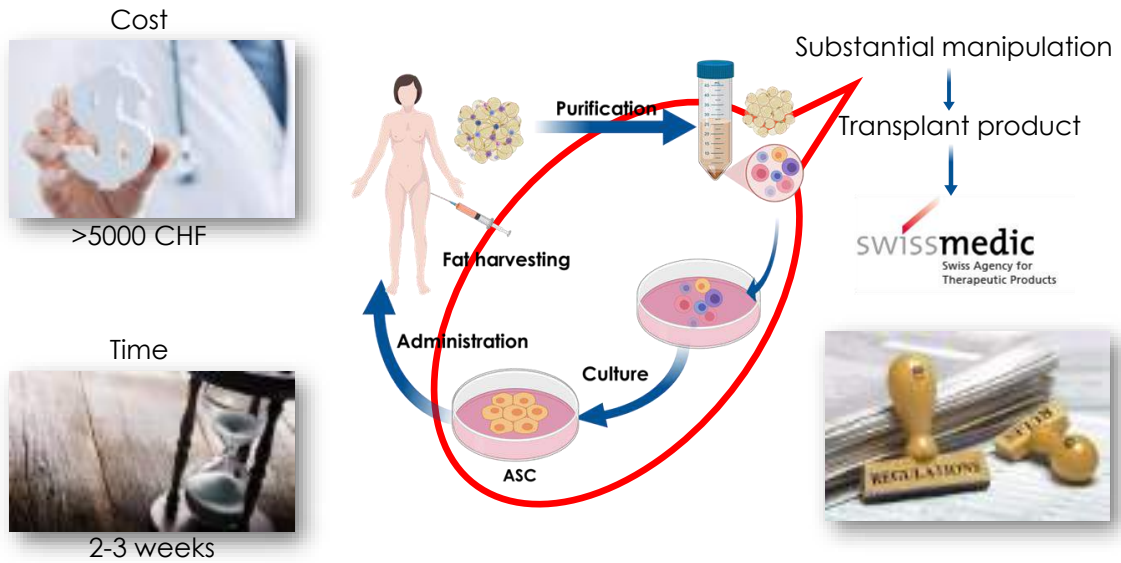 Cost
>5000 CHF
Time
2-3 weeks
Purification
Fat harvesting
Administration
Culture
ASC
Substantial manipulation
Transplant product
swissmedic
Swiss Agency for
Therapeutic Products
REGULATIONS